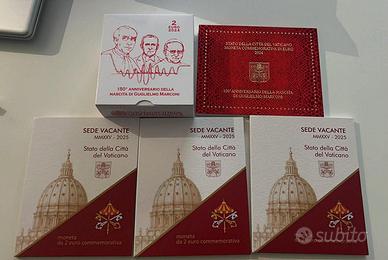 2
EURO
2024
150° ANNIVERSARIO DELLA
NASCITA DI GUGLIELMO MARCONI
STATO DELLA CITTÀ DEL VATICANO
MONETA COMMEMORATIVA DA 2 EURO
2024
150° ANNIVERSARIO DELLA NASCITA
DI GUGLIELMO MARCONI
SEDE VACANTE
MMXXV - 2025
Stato della Città
del Vaticano
moneta
da 2 euro commemorativa
SEDE VACANTE
MMXXV - 2025
Stato della Città
del Vaticano
moneta
da 2 euro commemorativa
SEDE VACANTE
MMXXV - 2025
Stato della Città
del Vaticano
moneta
da 2 euro commemorativa
subito